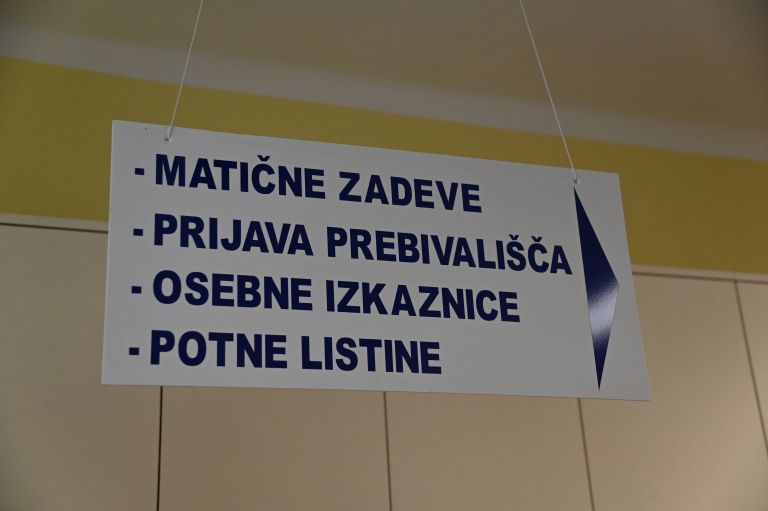 - MATIČNE ZADEVE
- PRIJAVA PREBIVALIŠČA
- OSEBNE IZKAZNICE
- POTNE LISTINE